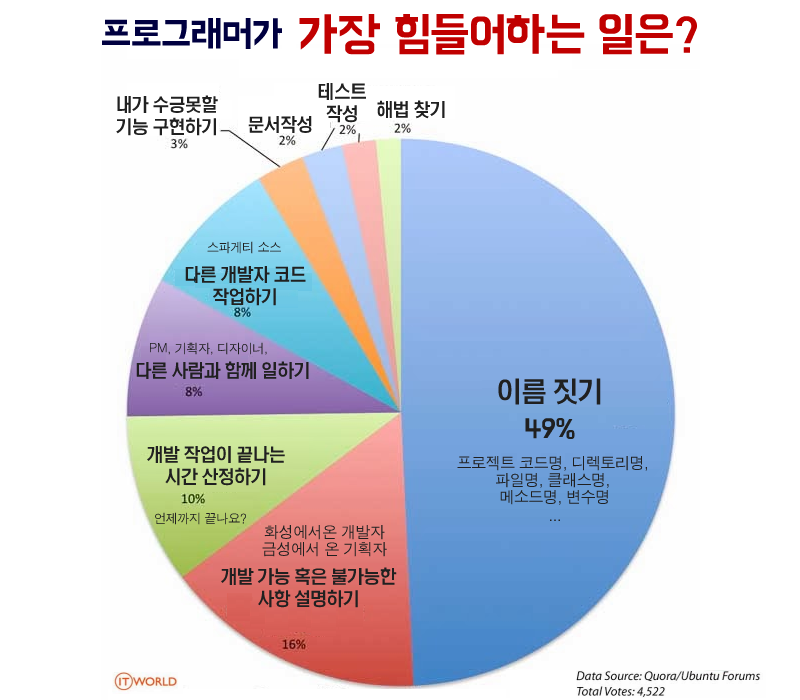 프로그래머가 가장 힘들어하는 일은?
내가 수긍못할
기능 구현하기
3%
문서작성
2%
테스트
작성
2%
해법 찾기
2%
스파게티 소스
다른 개발자 코드
작업하기
8%
PM, 기획자, 디자이너,
다른 사람과 함께 일하기
8%
개발 작업이 끝나는
시간 산정하기
10%
언제까지 끝나요?
화성에서온 개발자
금성에서 온 기획자
개발 가능 혹은 불가능한
사항 설명하기
16%
이름 짓기
49%
프로젝트 코드명, 디렉토리명,
파일명, 클래스명,
메소드명, 변수명
...
ITWORLD
Data Source: Quora/Ubuntu Forums
Total Votes: 4,522